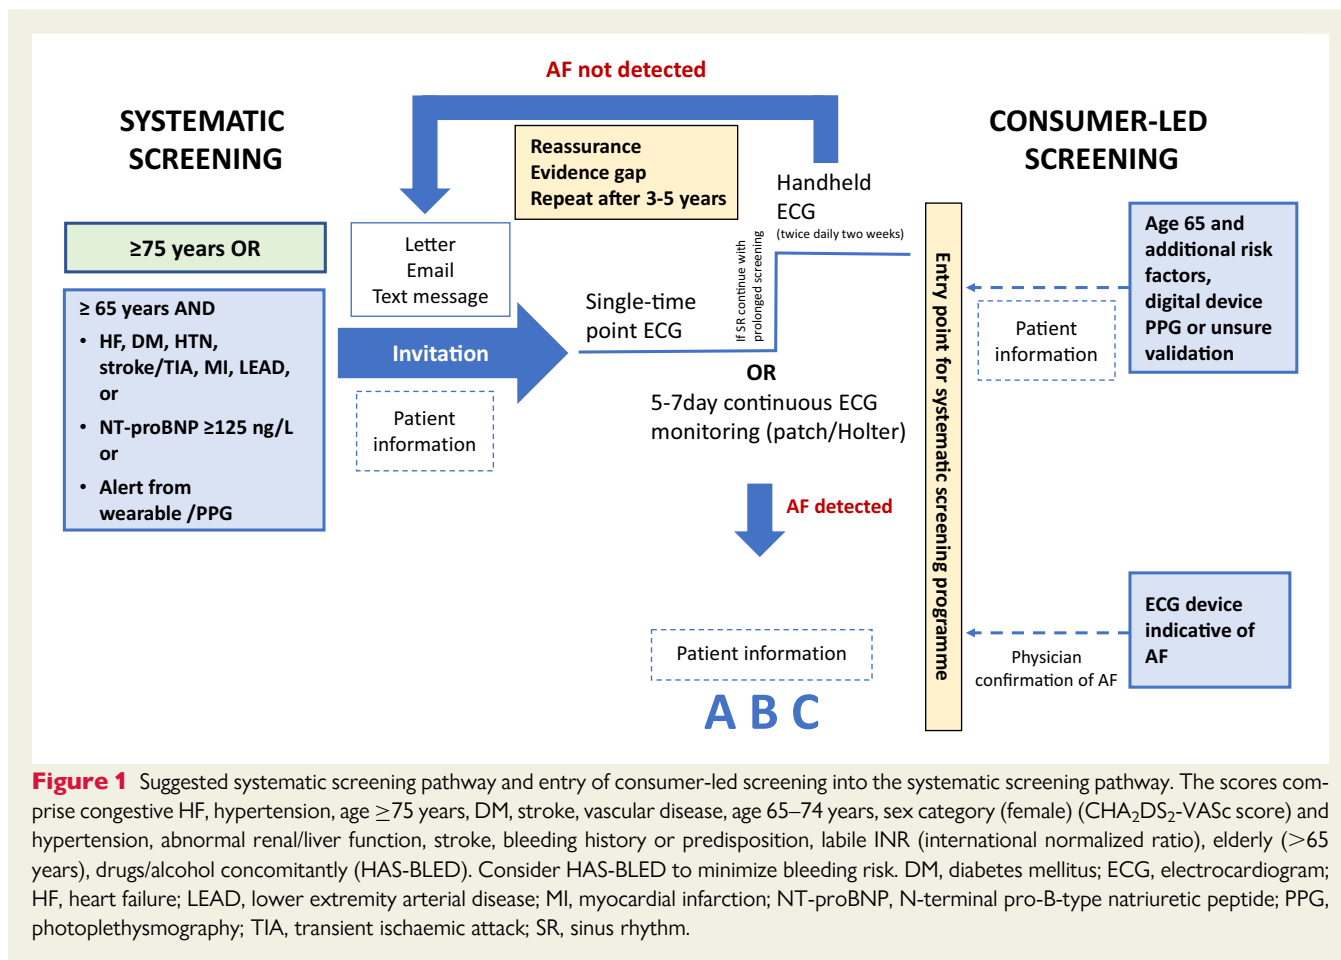 AF not detected
SYSTEMATIC
SCREENING
CONSUMER-LED
SCREENING
Reassurance
Evidence gap
Repeat after 3-5 years
≥75 years OR
≥ 65 years AND
• HF, DM, HTN,
stroke/TIA, MI, LEAD,
or
• NT-proBNP ≥125 ng/L
or
• Alert from
wearable /PPG
Letter
Email
Text message
Invitation
Patient
information
Single-time
point ECG
If SR continue with
prolonged screening
Handheld
ECG
(twice daily two weeks)
OR
5-7day continuous ECG
monitoring (patch/Holter)
AF detected
Patient information
A B C
Entry point for systematic screening programme
Age 65 and
additional risk
factors,
digital device
PPG or unsure
validation
Patient
information
ECG device
indicative of
AF
Physician
confirmation of AF
Figure 1 Suggested systematic screening pathway and entry of consumer-led screening into the systematic screening pathway. The scores com-
prise congestive HF, hypertension, age ≥75 years, DM, stroke, vascular disease, age 65–74 years, sex category (female) (CHA₂DS₂-VASc score) and
hypertension, abnormal renal/liver function, stroke, bleeding history or predisposition, labile INR (international normalized ratio), elderly (>65
years), drugs/alcohol concomitantly (HAS-BLED). Consider HAS-BLED to minimize bleeding risk. DM, diabetes mellitus; ECG, electrocardiogram;
HF, heart failure; LEAD, lower extremity arterial disease; MI, myocardial infarction; NT-proBNP, N-terminal pro-B-type natriuretic peptide; PPG,
photoplethysmography; TIA, transient ischaemic attack; SR, sinus rhythm.